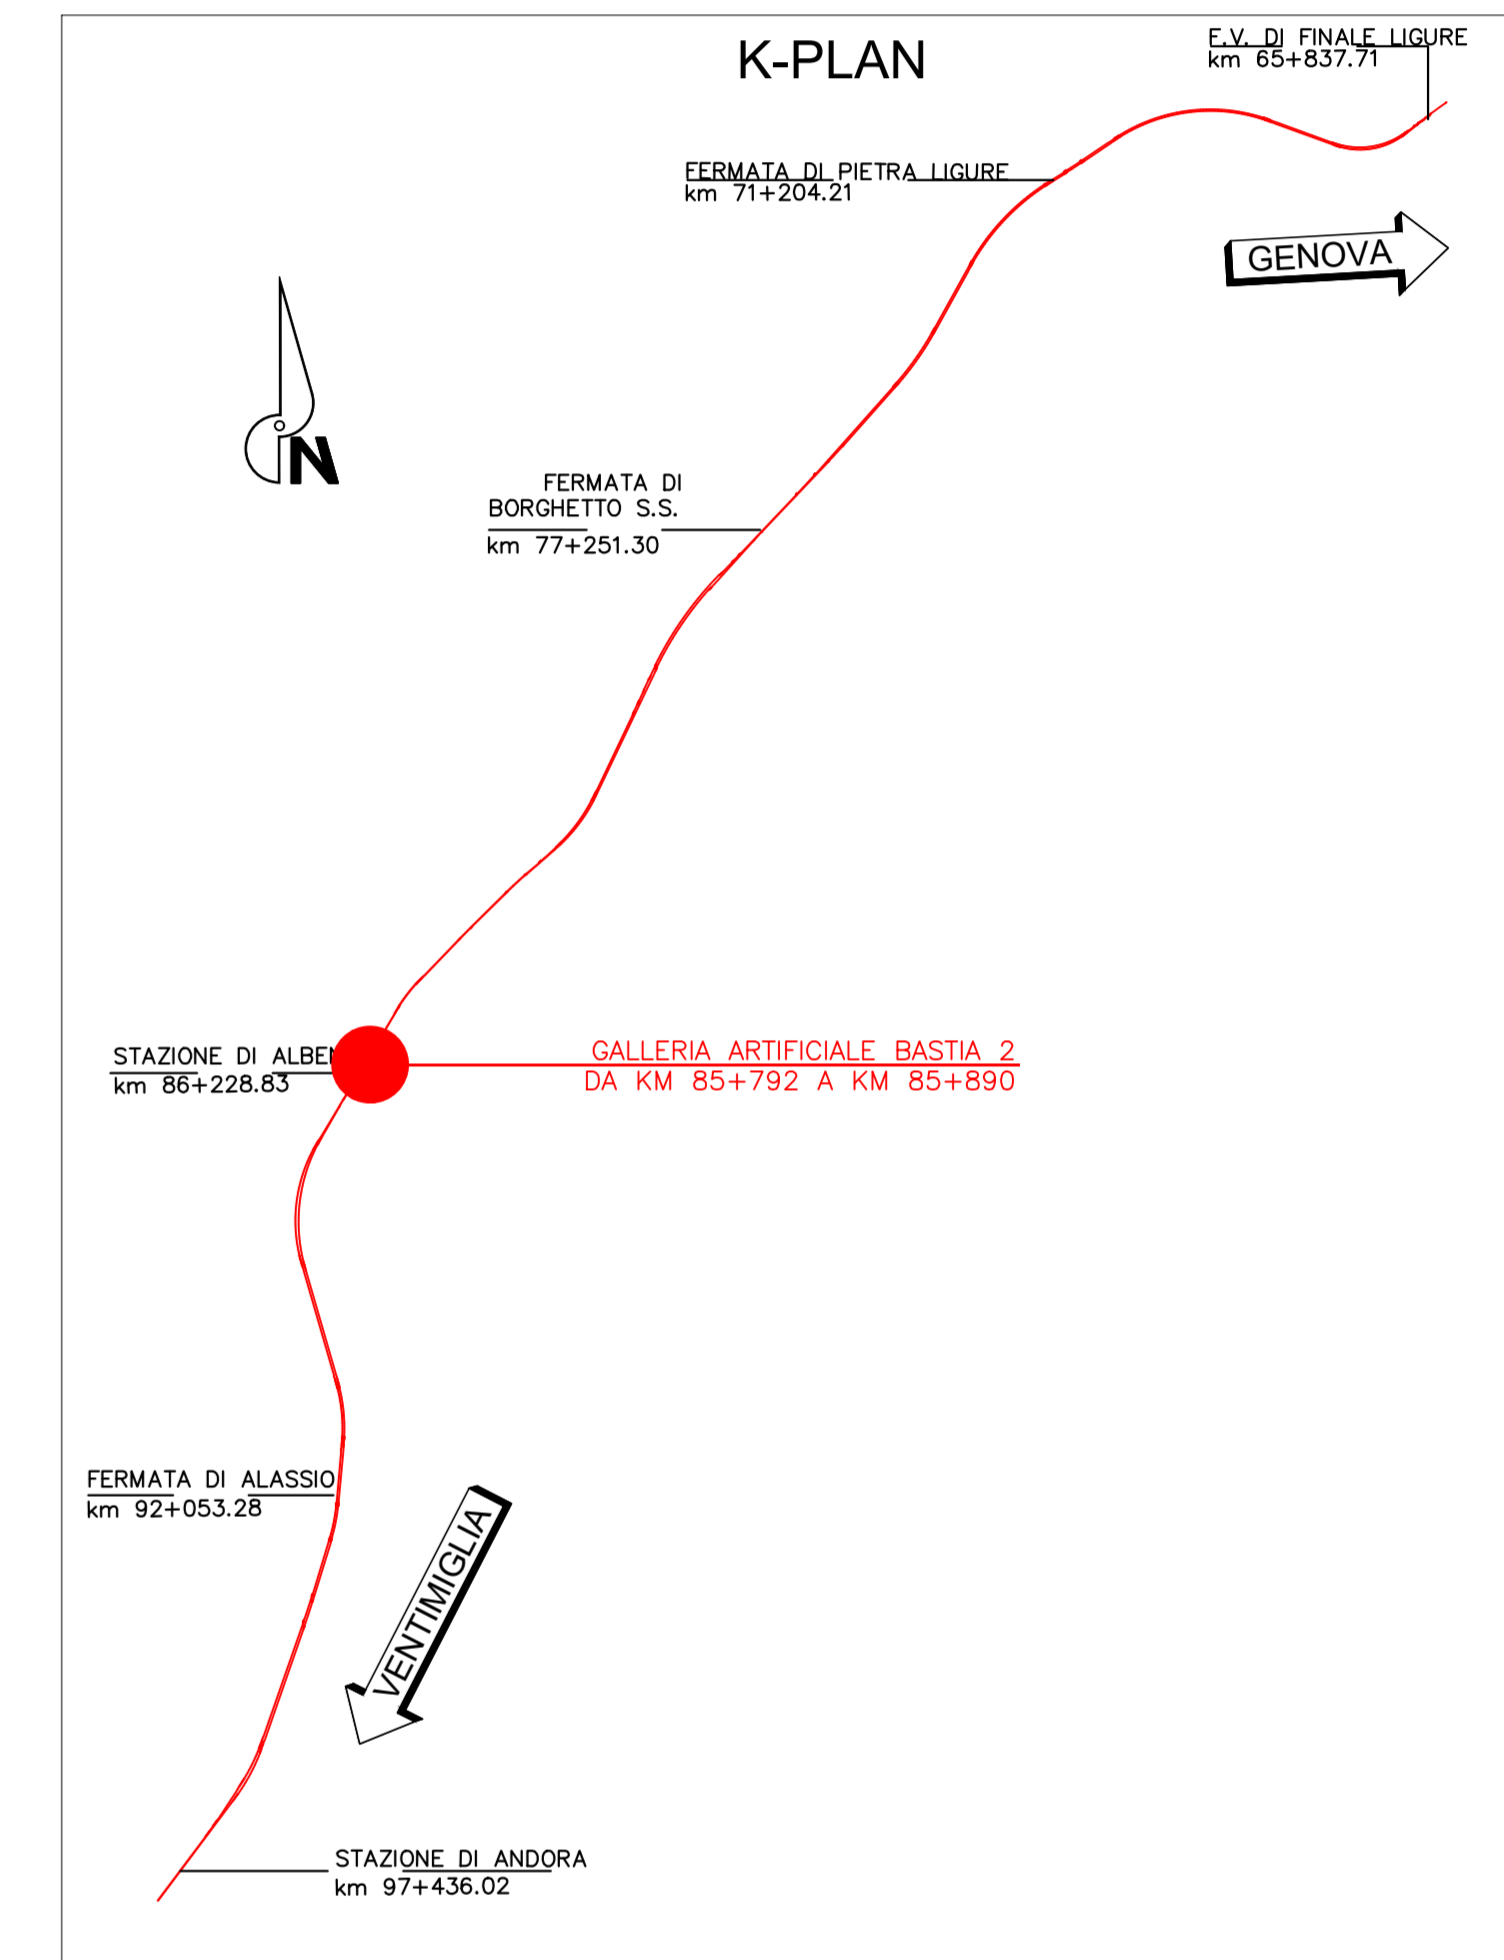 K-PLAN
F.V. DI FINALE LIGURE
km 65+837.71
FERMATA DI PIETRA LIGURE
km 71+204.21
GENOVA
N
FERMATA DI
BORGHETTO S.S.
km 77+251.30
STAZIONE DI
km 86+228.83
GALLERIA ARTIFICIALE BASTIA 2
DA KM 85+792 A KM 85+890
FERMATA DI ALASSIO
km 92+053.28
VENTIMIGLIA
STAZIONE DI ANDORA
km 97+436.02